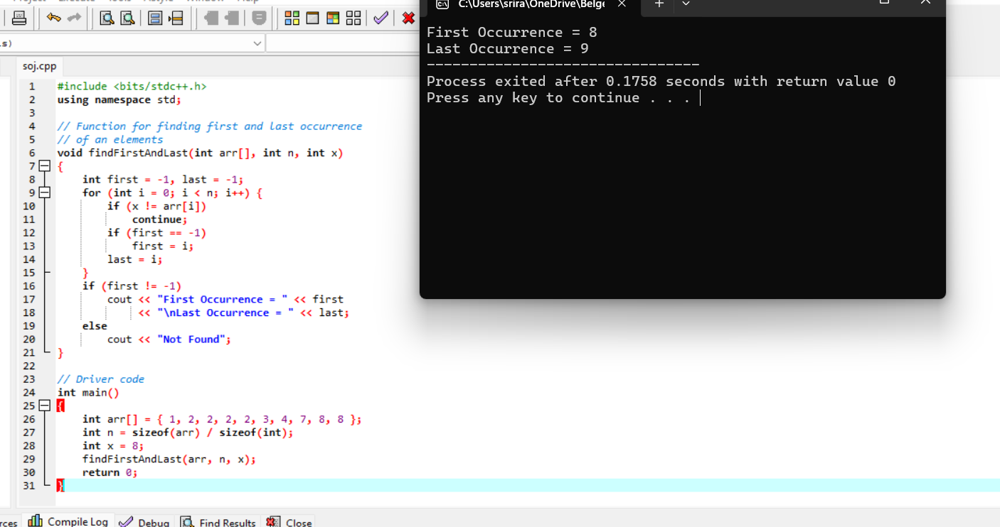 s)
soj.cpp
1 #include <bits/stdc++.h>
2 using namespace std;
3
4 // Function for finding first and last occurrence
5 // of an elements
6 void findFirstAndLast(int arr[], int n, int x)
7 {
8 int first = -1, last = -1;
9 for (int i = 0; i < n; i++) {
10 if (x != arr[i])
11 continue;
12 if (first == -1)
13 first = i;
14 last = i;
15 }
16 if (first != -1)
17 cout << "First Occurrence = " << first
18 << "\nLast Occurrence = " << last;
19 else
20 cout << "Not Found";
21 }
22
23 // Driver code
24 int main()
25 {
26 int arr[] = { 1, 2, 2, 2, 2, 3, 4, 7, 8, 8 };
27 int n = sizeof(arr) / sizeof(int);
28 int x = 8;
29 findFirstAndLast(arr, n, x);
30 return 0;
31 }
C:\Users\srira\OneDrive\Belge
First Occurrence = 8
Last Occurrence = 9
--------------------------------
Process exited after 0.1758 seconds with return value 0
Press any key to continue . . .
rces Compile Log Debug Find Results Close